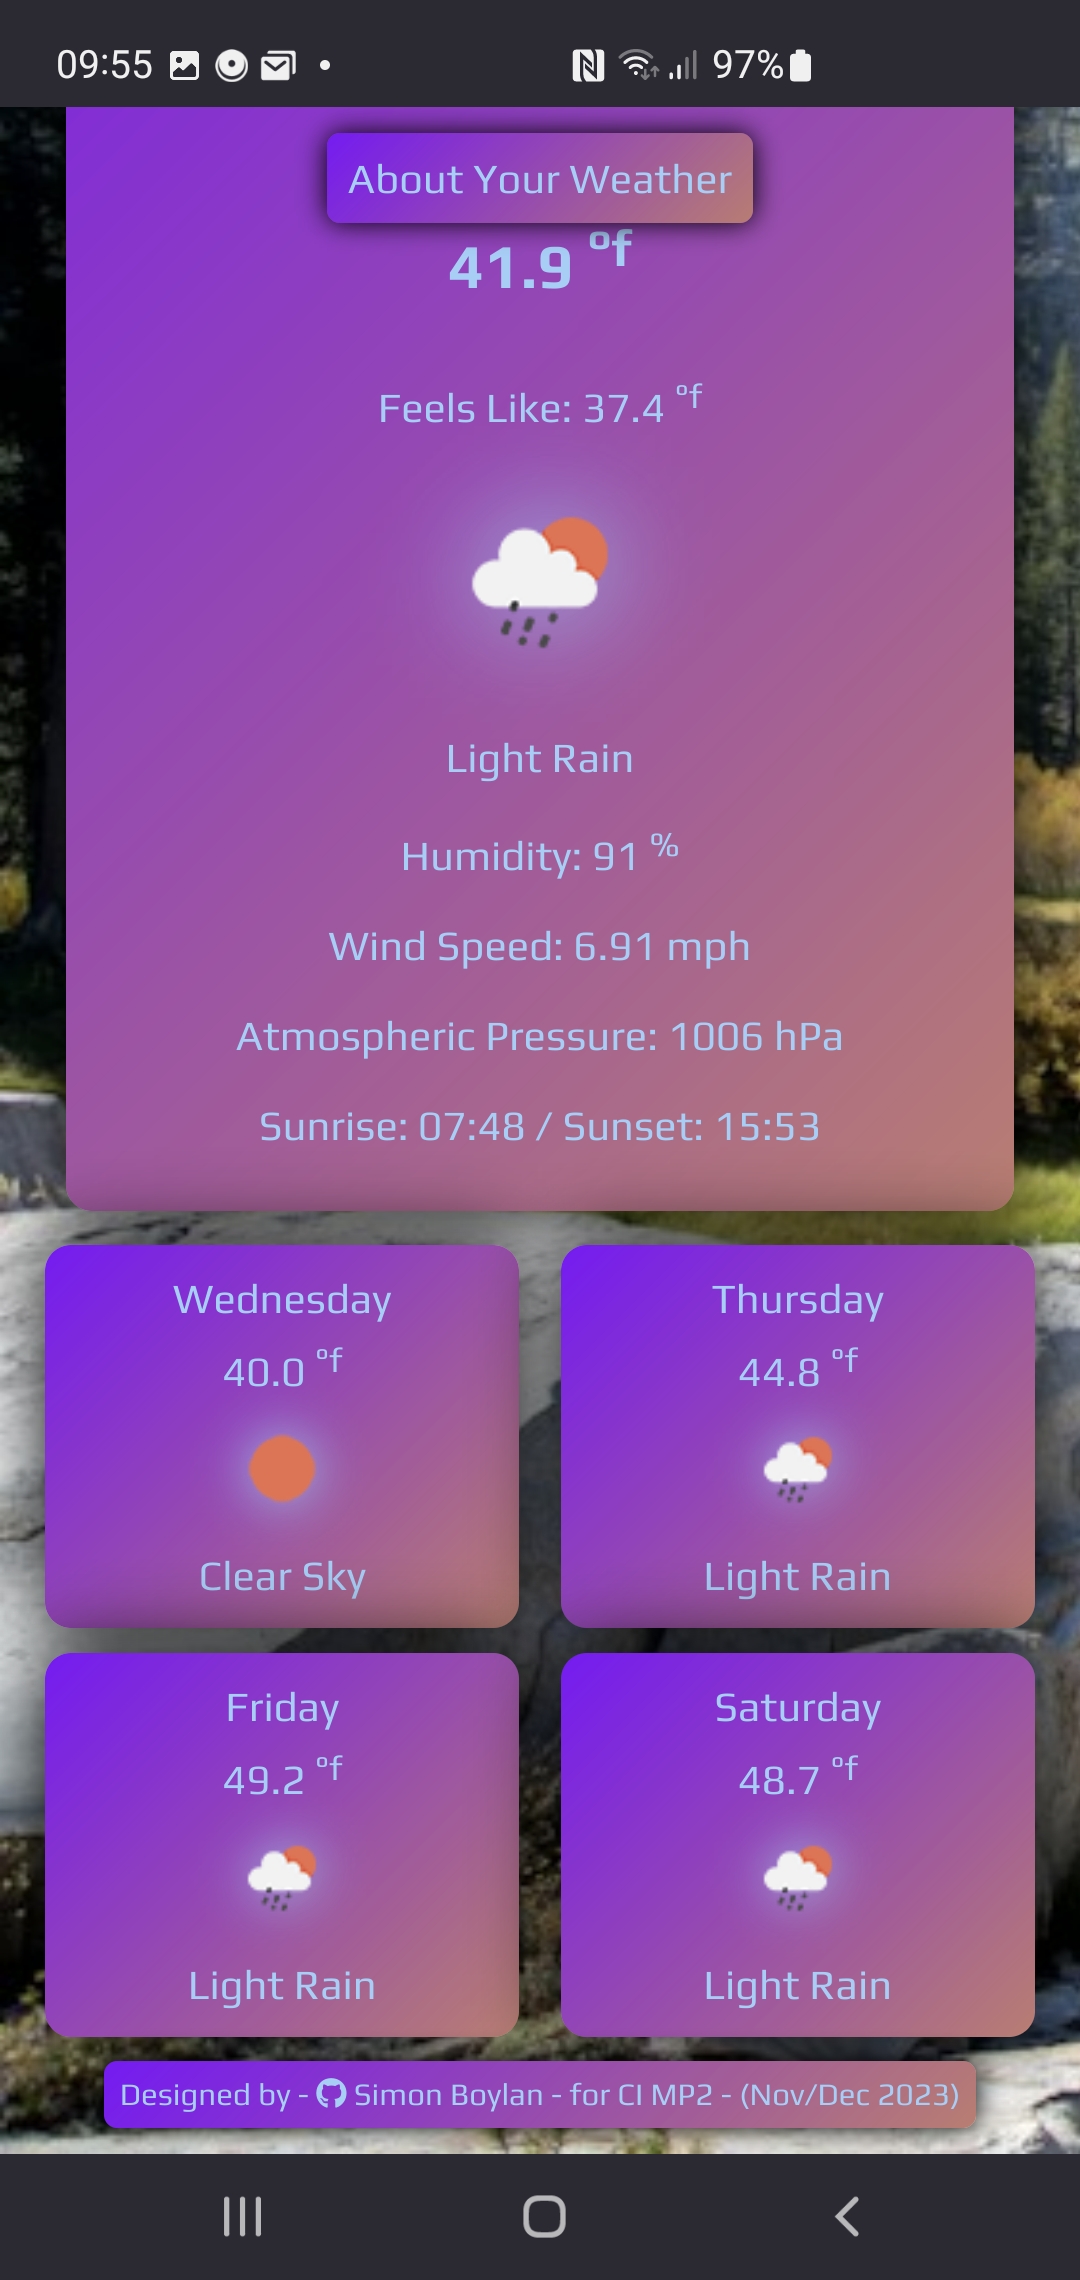 09:55 97%
About Your Weather
41.9 °f
Feels Like: 37.4 °f
Light Rain
Humidity: 91 %
Wind Speed: 6.91 mph
Atmospheric Pressure: 1006 hPa
Sunrise: 07:48 / Sunset: 15:53
Wednesday
40.0 °f
Clear Sky
Thursday
44.8 °f
Light Rain
Friday
49.2 °f
Light Rain
Saturday
48.7 °f
Light Rain
Designed by - Simon Boylan - for CI MP2 - (Nov/Dec 2023)